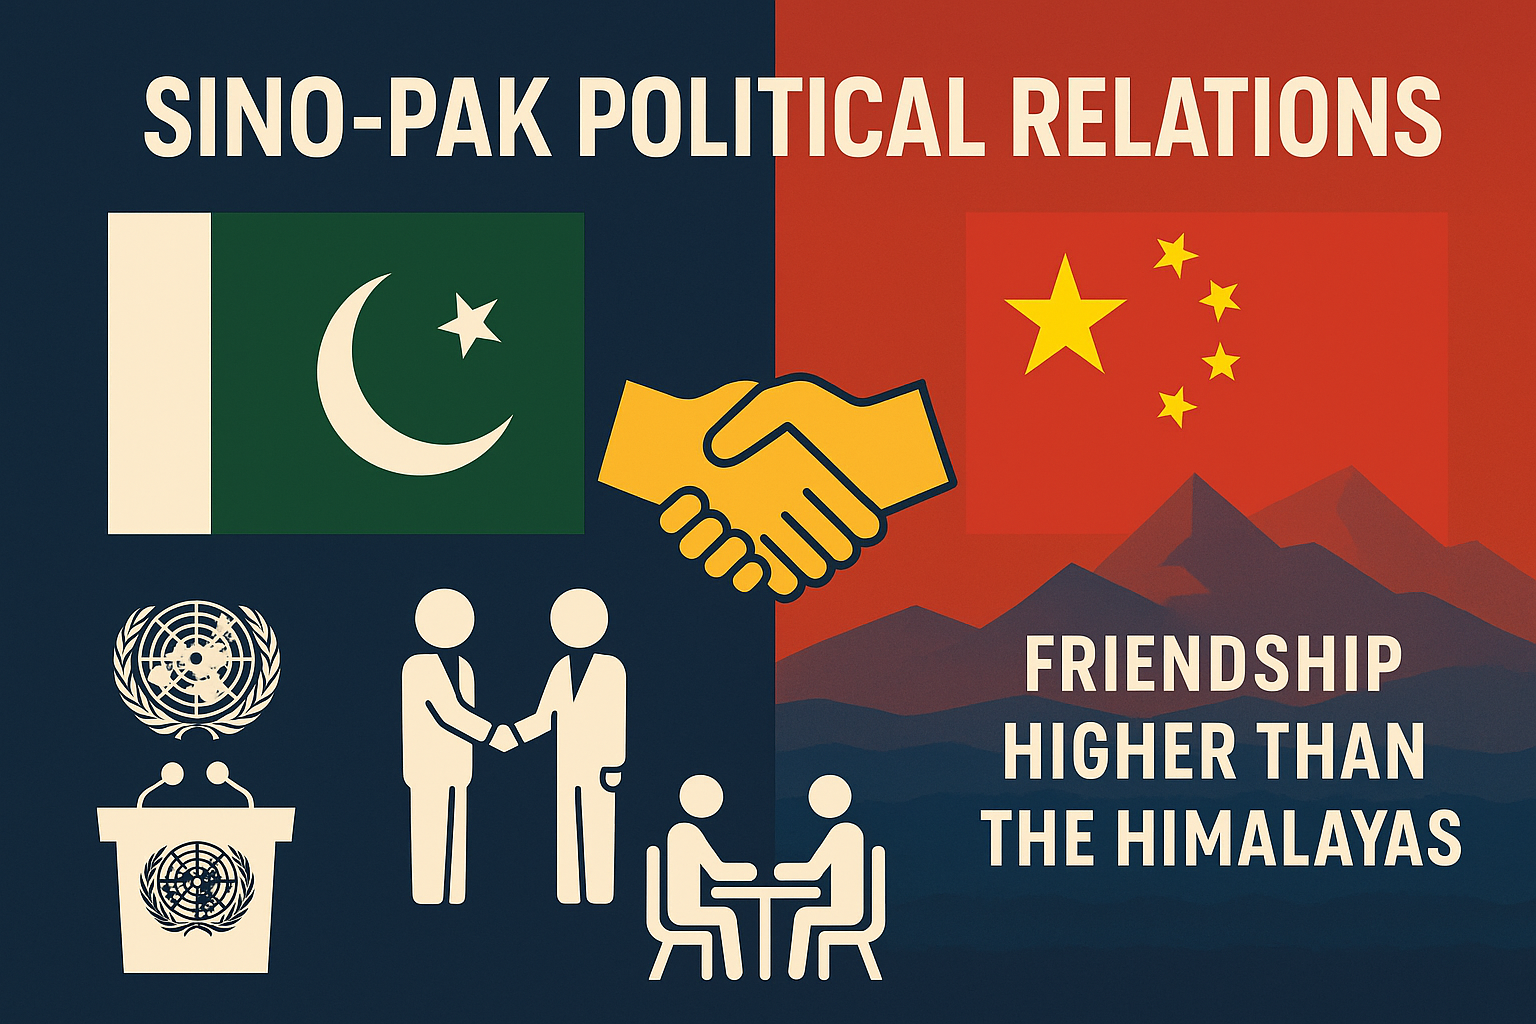 SINO-PAK POLITICAL RELATIONS
FRIENDSHIP
HIGHER THAN
THE HIMALAYAS